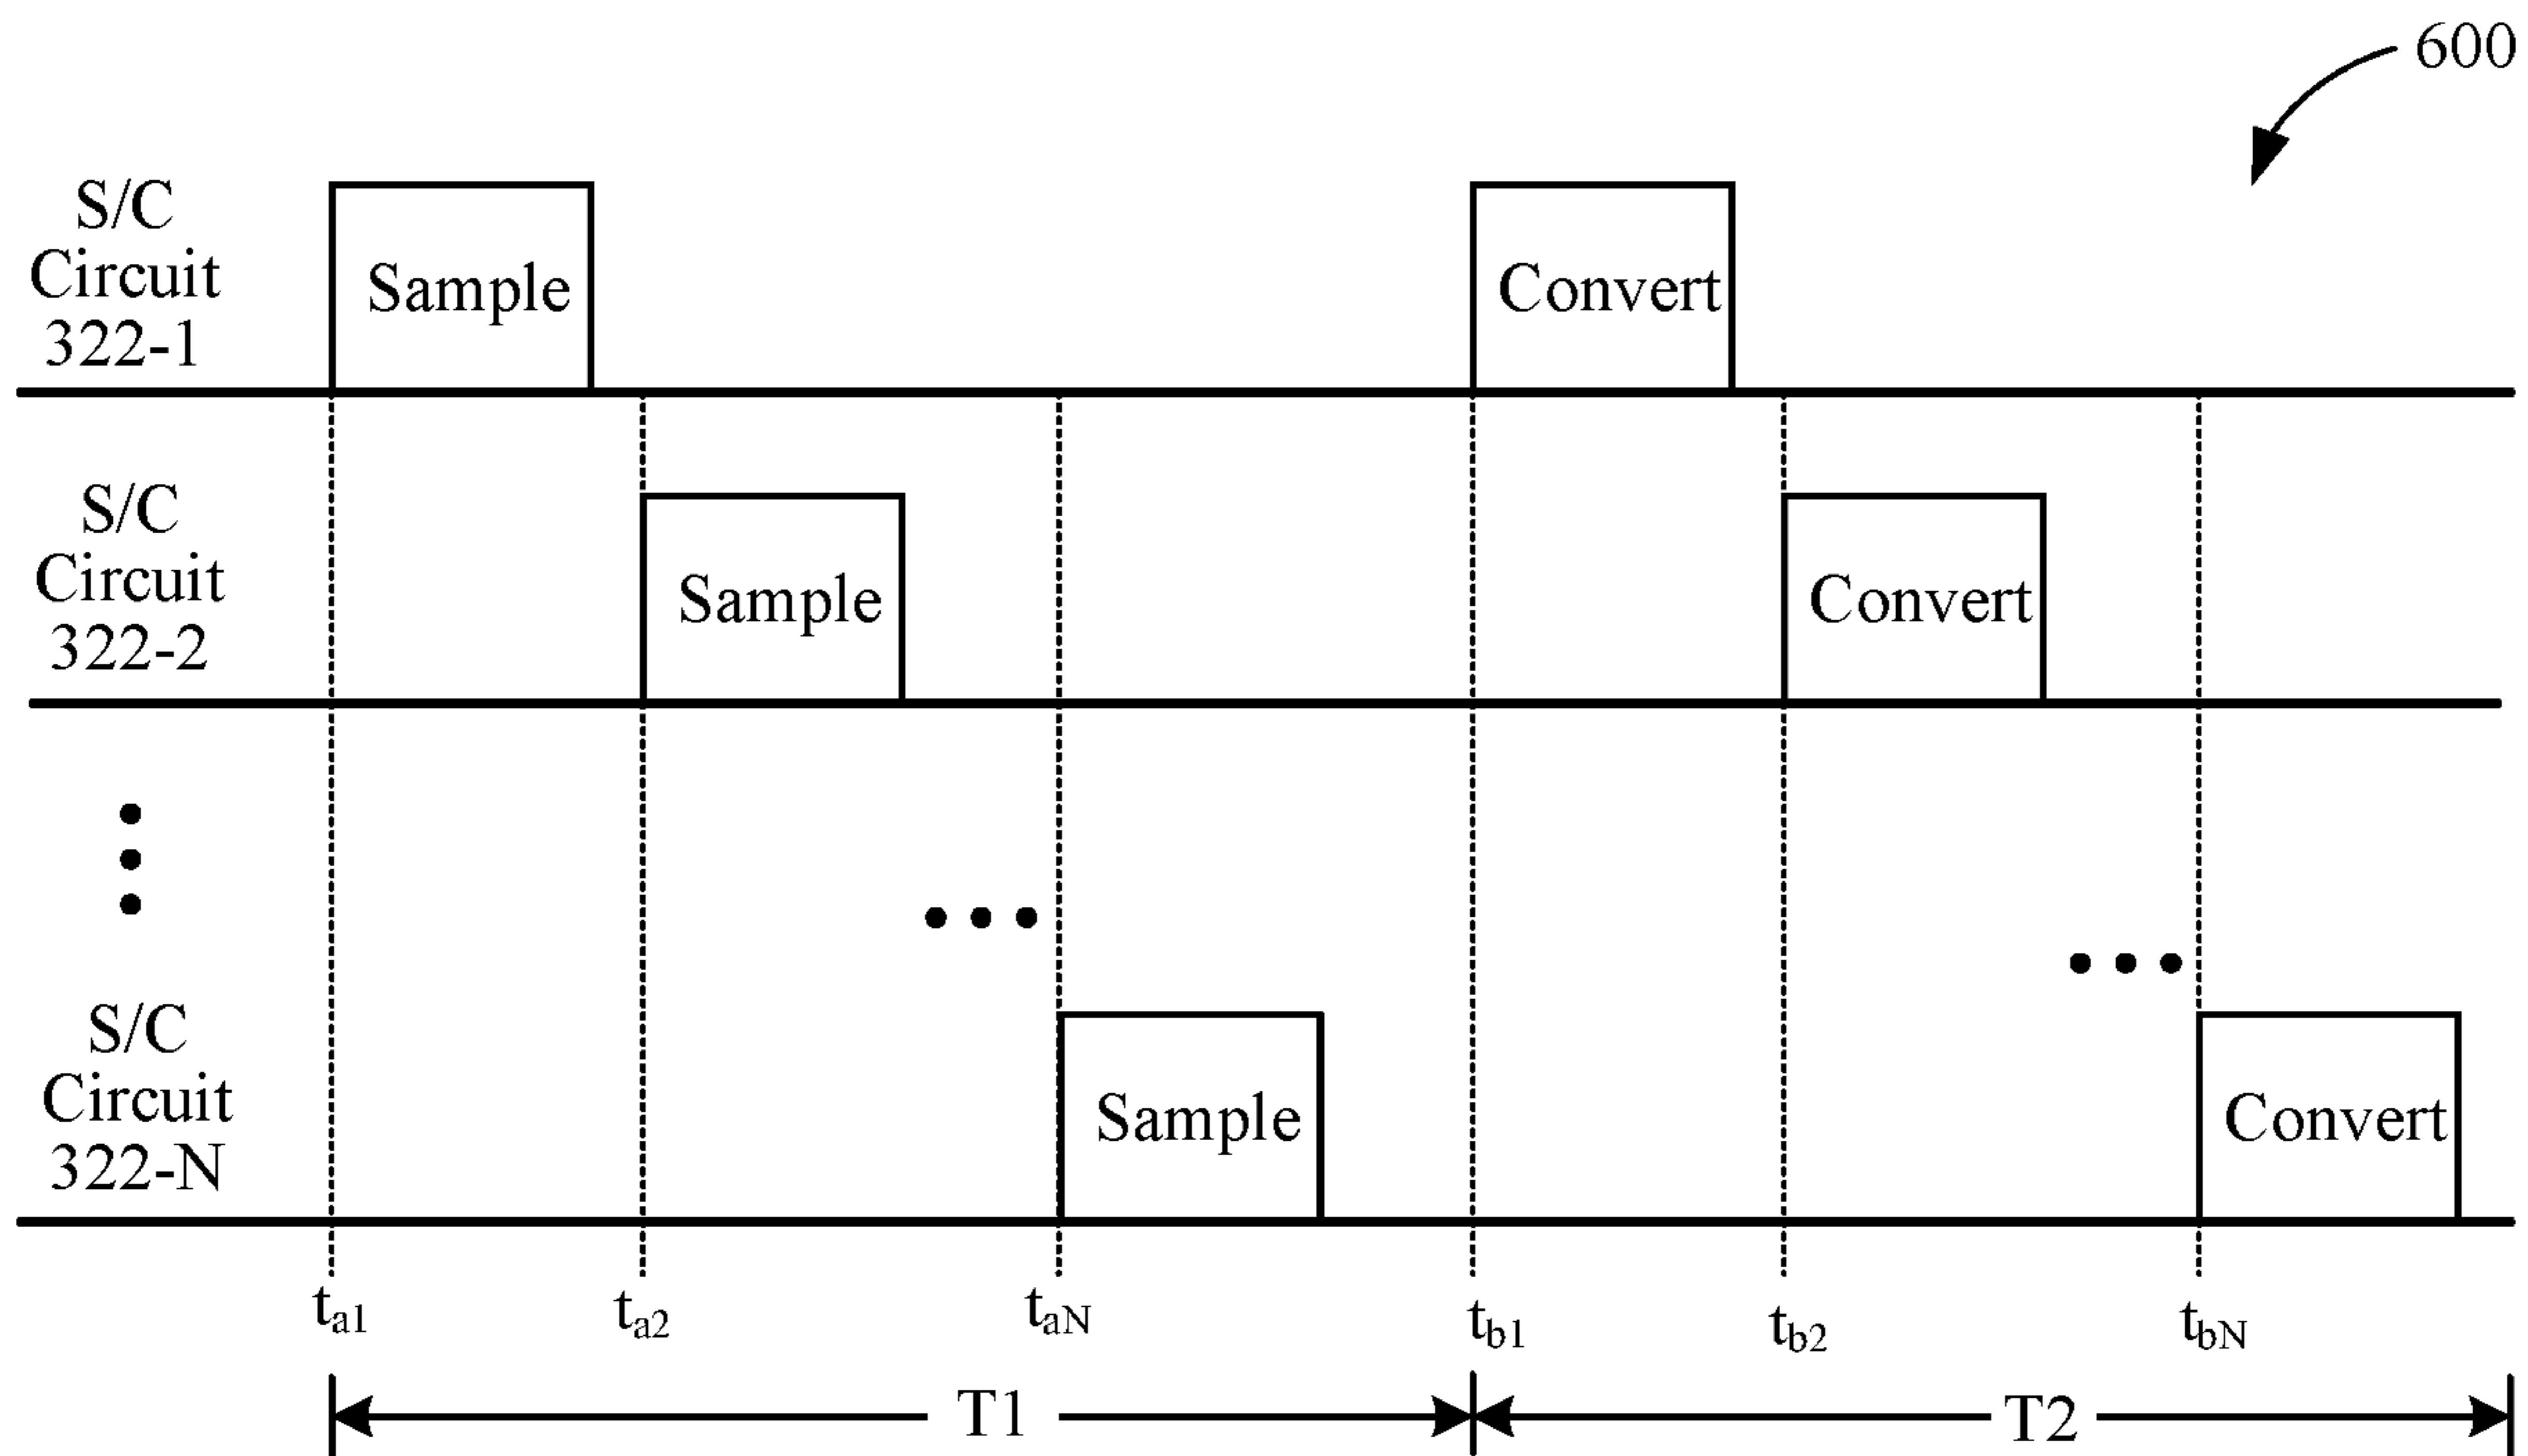 600
S/C
Circuit
322-1
Sample
Convert
S/C
Circuit
322-2
Sample
Convert
S/C
Circuit
322-N
Sample
Convert
ta1 ta2 taN tb1 tb2 tbN
T1 T2